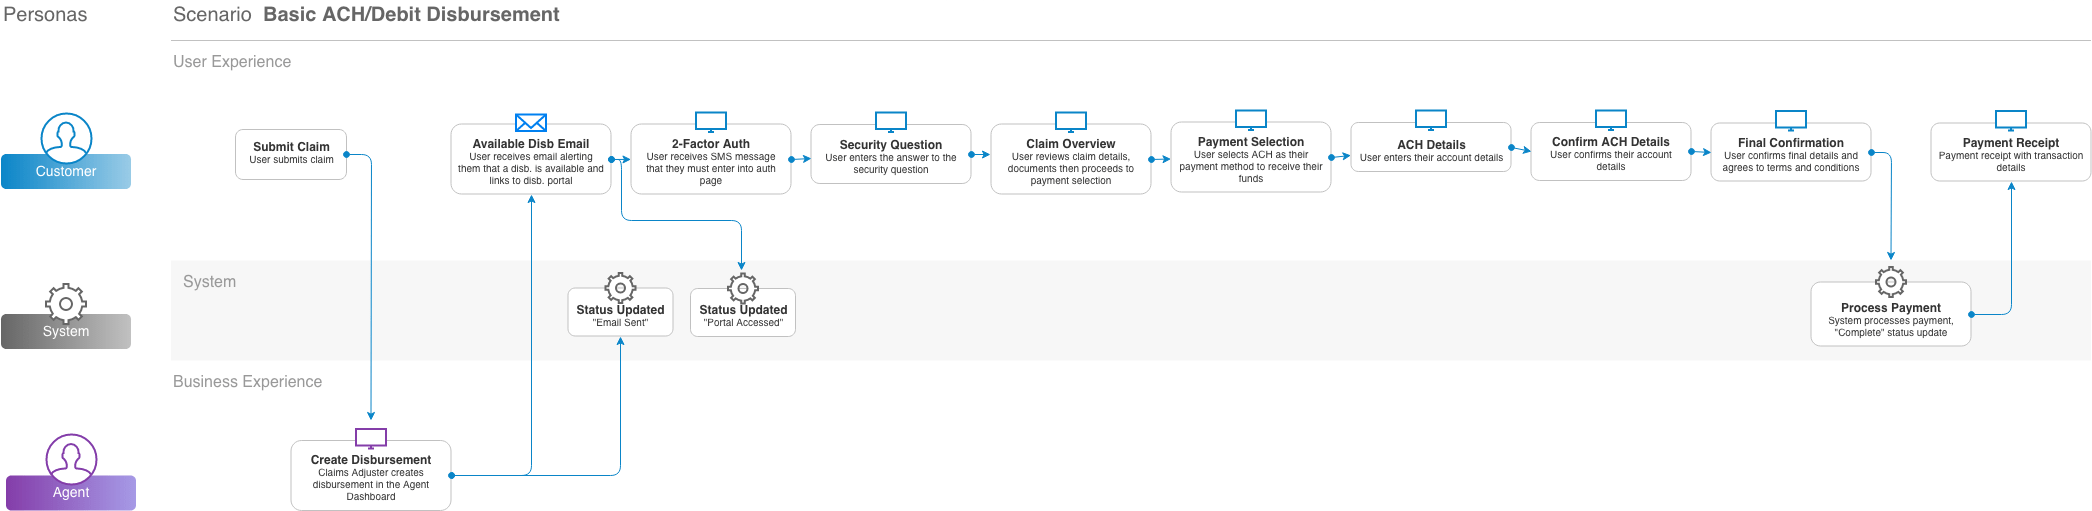 Personas
Scenario Basic ACH/Debit Disbursement
User Experience
Customer
Submit Claim
User submits claim
Available Disb Email
User receives email alerting
them that a disb. is available and
links to disb. portal
2-Factor Auth
User receives SMS message
that they must enter into auth
page
Security Question
User enters the answer to the
security question
Claim Overview
User reviews claim details,
documents then proceeds to
payment selection
Payment Selection
User selects ACH as their
payment method to receive their
funds
ACH Details
User enters their account details
Confirm ACH Details
User confirms their account
details
Final Confirmation
User confirms final details and
agrees to terms and conditions
Payment Receipt
Payment receipt with transaction
details
System
System
Status Updated
"Email Sent"
Status Updated
"Portal Accessed"
Process Payment
System processes payment,
"Complete" status update
Business Experience
Agent
Create Disbursement
Claims Adjuster creates
disbursement in the Agent
Dashboard